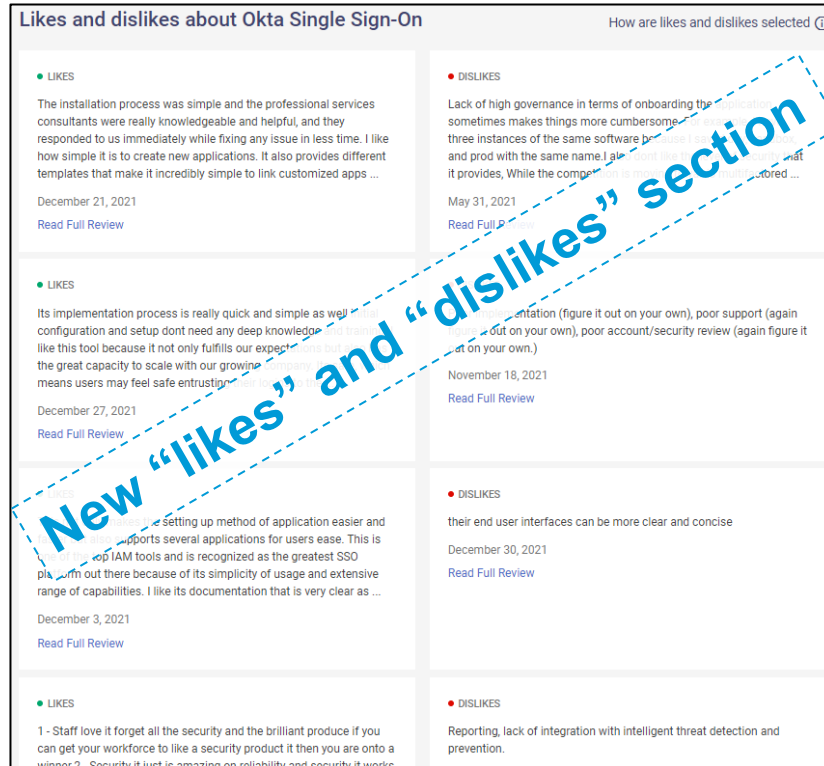 Likes and dislikes about Okta Single Sign-On
How are likes and dislikes selected
LIKES
The installation process was simple and the professional services
consultants were really knowledgeable and helpful, and they
responded to us immediately while fixing any issue in less time. I like
how simple it is to create new applications. It also provides different
templates that make it incredibly simple to link customized apps ...
December 21, 2021
Read Full Review
DISLIKES
Lack of high governance in terms of onboarding the
sometimes makes things more cumbersome.
three instances of the same software
and prod with the same name.I
it provides, While the
May 31, 2021
Read Full
LIKES
Its implementation process is really quick and simple as well
configuration and setup dont need any deep knowledge
like this tool because it not only fulfills our
the great capacity to scale with our growing
means users may feel safe entrusting
December 27, 2021
Read Full Review
(figure it out on your own), poor support (again
out on your own), poor account/security review (again figure it
on your own.)
November 18, 2021
Read Full Review
setting up method of application easier and
supports several applications for users ease. This is
top IAM tools and is recognized as the greatest SSO
out there because of its simplicity of usage and extensive
range of capabilities. I like its documentation that is very clear as ...
December 3, 2021
Read Full Review
DISLIKES
their end user interfaces can be more clear and concise
December 30, 2021
Read Full Review
LIKES
1 - Staff love it forget all the security and the brilliant produce if you
can get your workforce to like a security product it then you are onto a
winner 2 - Security it just is amazing on reliability and security it works
DISLIKES
Reporting, lack of integration with intelligent threat detection and
prevention.
New “likes” and “dislikes” section